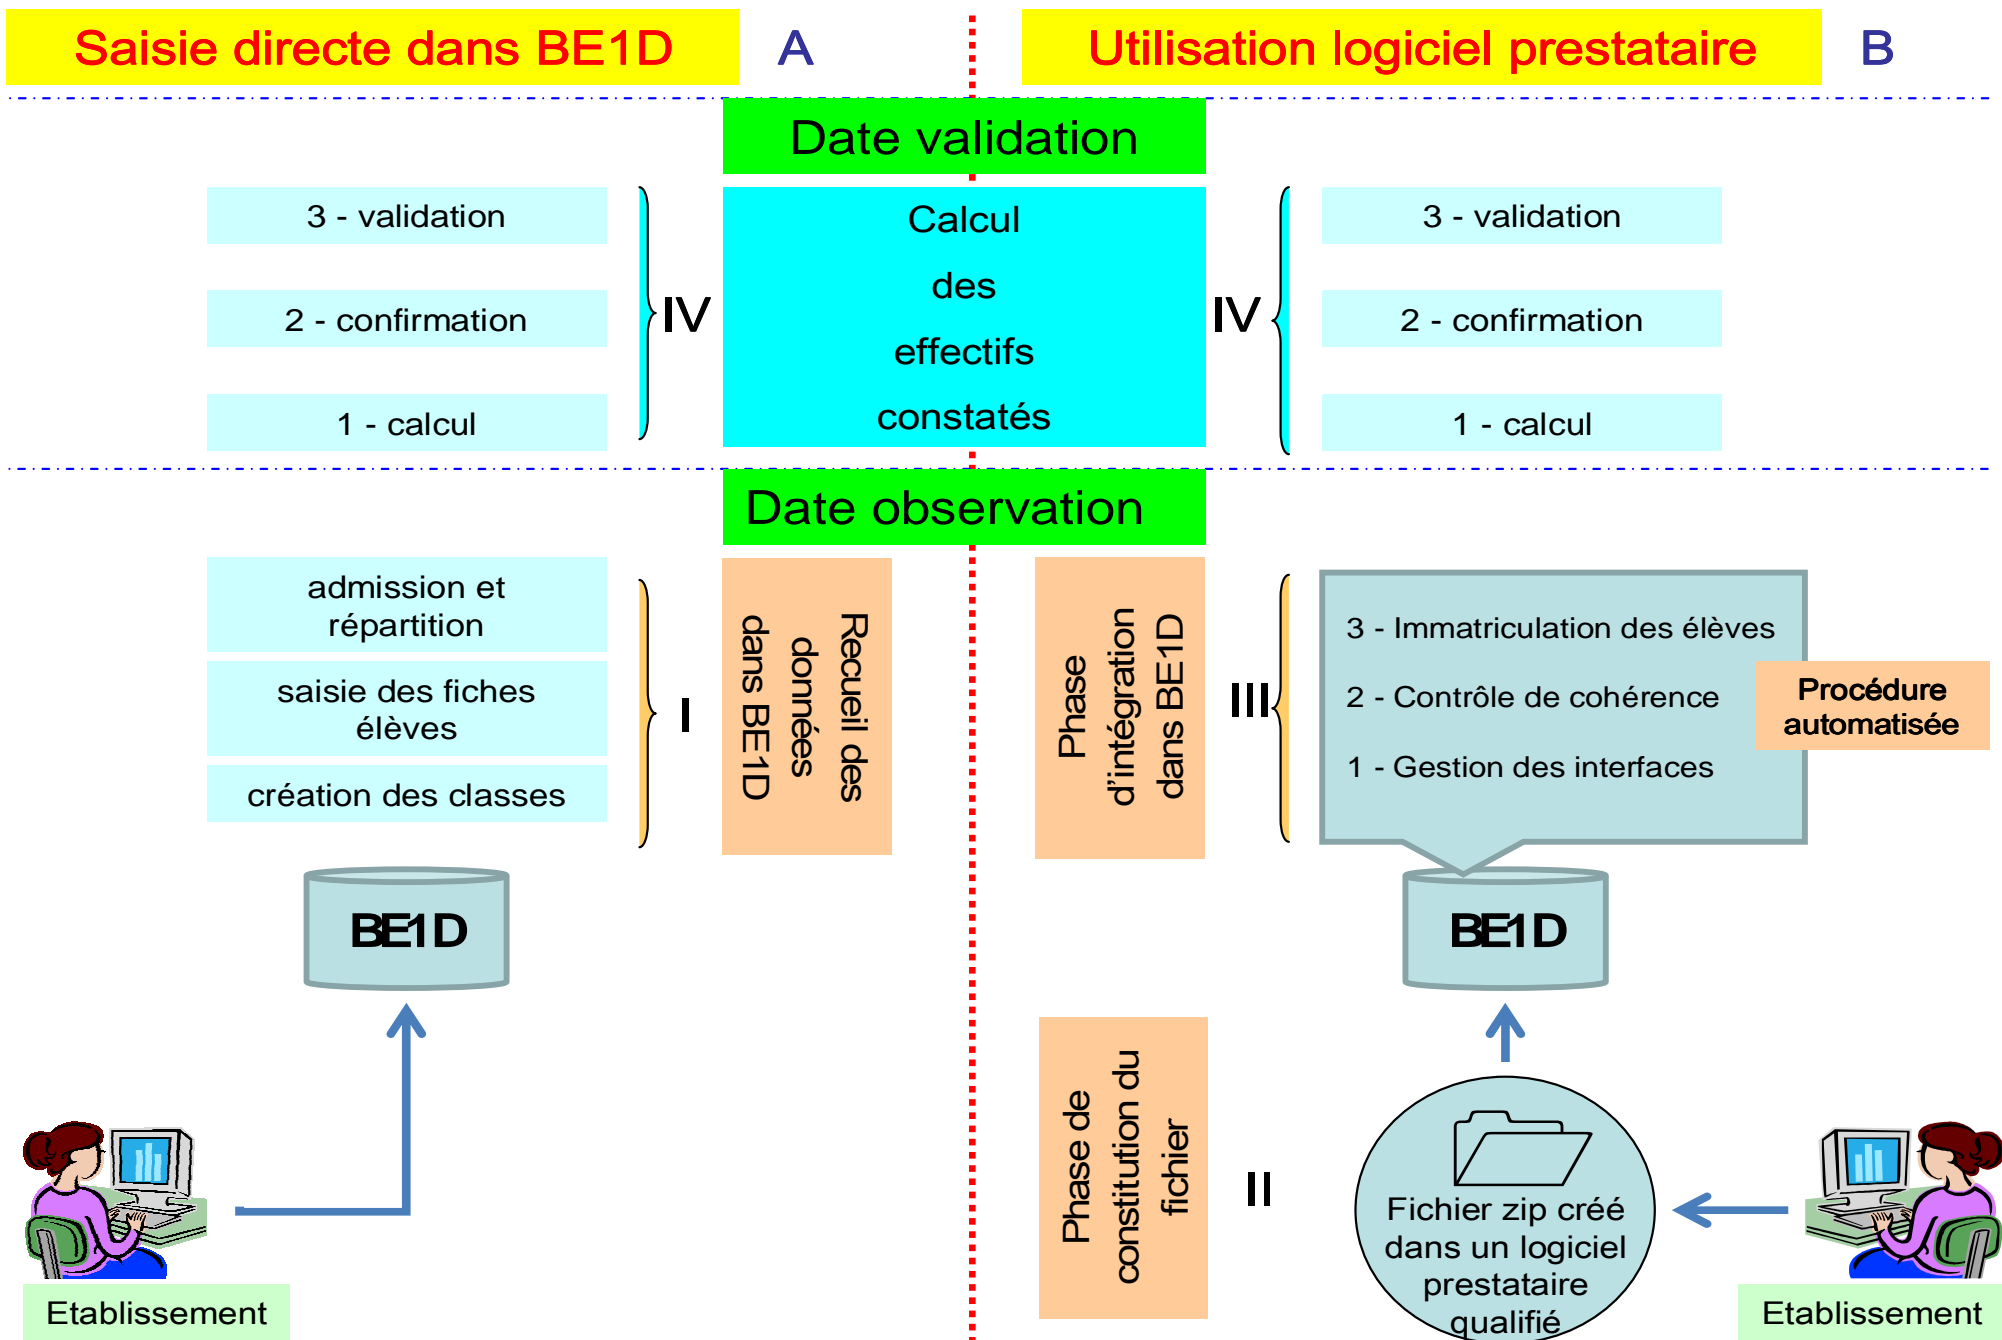 Saisie directe dans BE1D
A
Utilisation logiciel prestataire
B
Date validation
3 - validation
2 - confirmation
1 - calcul
IV
Calcul
des
effectifs
constatés
IV
3 - validation
2 - confirmation
1 - calcul
Date observation
admission et
répartition
saisie des fiches
élèves
création des classes
I
Recueil des
données
dans BE1D
Phase
d'intégration
dans BE1D
III
3 - Immatriculation des élèves
2 - Contrôle de cohérence
1 - Gestion des interfaces
Procédure
automatisée
BE1D
BE1D
Phase de
constitution du
fichier
II
Fichier zip créé
dans un logiciel
prestataire
qualifié
Etablissement
Etablissement